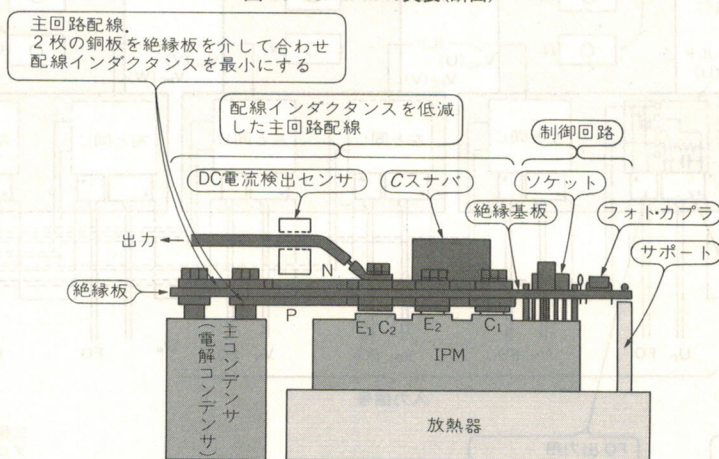 主回路配線.
2枚の銅板を絶縁板を介して合わせ
配線インダクタンスを最小にする
配線インダクタンスを低減
した主回路配線
制御回路
DC電流検出センサ
Cスナバ
ソケット
絶縁基板
フォト・カプラ
出力
サポート
N
絶縁板
P
E₁ C₂
E₂
C₁
IPM
主コンデンサ
(電解コンデンサ)
放熱器